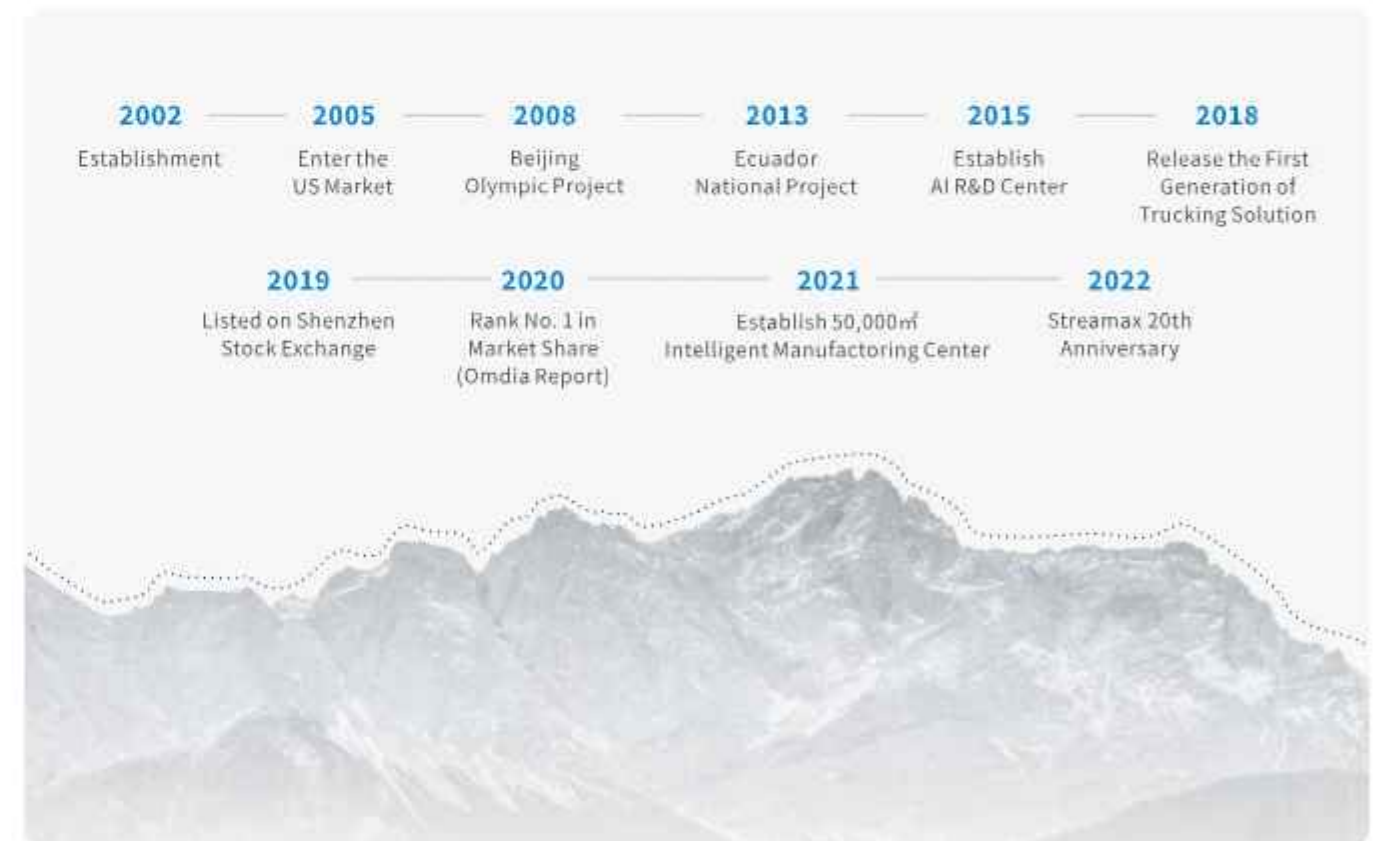 2002
Establishment
2005
Enter the
US Market
2008
Beijing
Olympic Project
2013
Ecuador
National Project
2015
Establish
AI R&D Center
2018
Release the First
Generation of
Trucking Solution
2019
Listed on Shenzhen
Stock Exchange
2020
Rank No. 1 in
Market Share
(Omdia Report)
2021
Establish 50,000㎡
Intelligent Manufactoring Center
2022
Streamax 20th
Anniversary